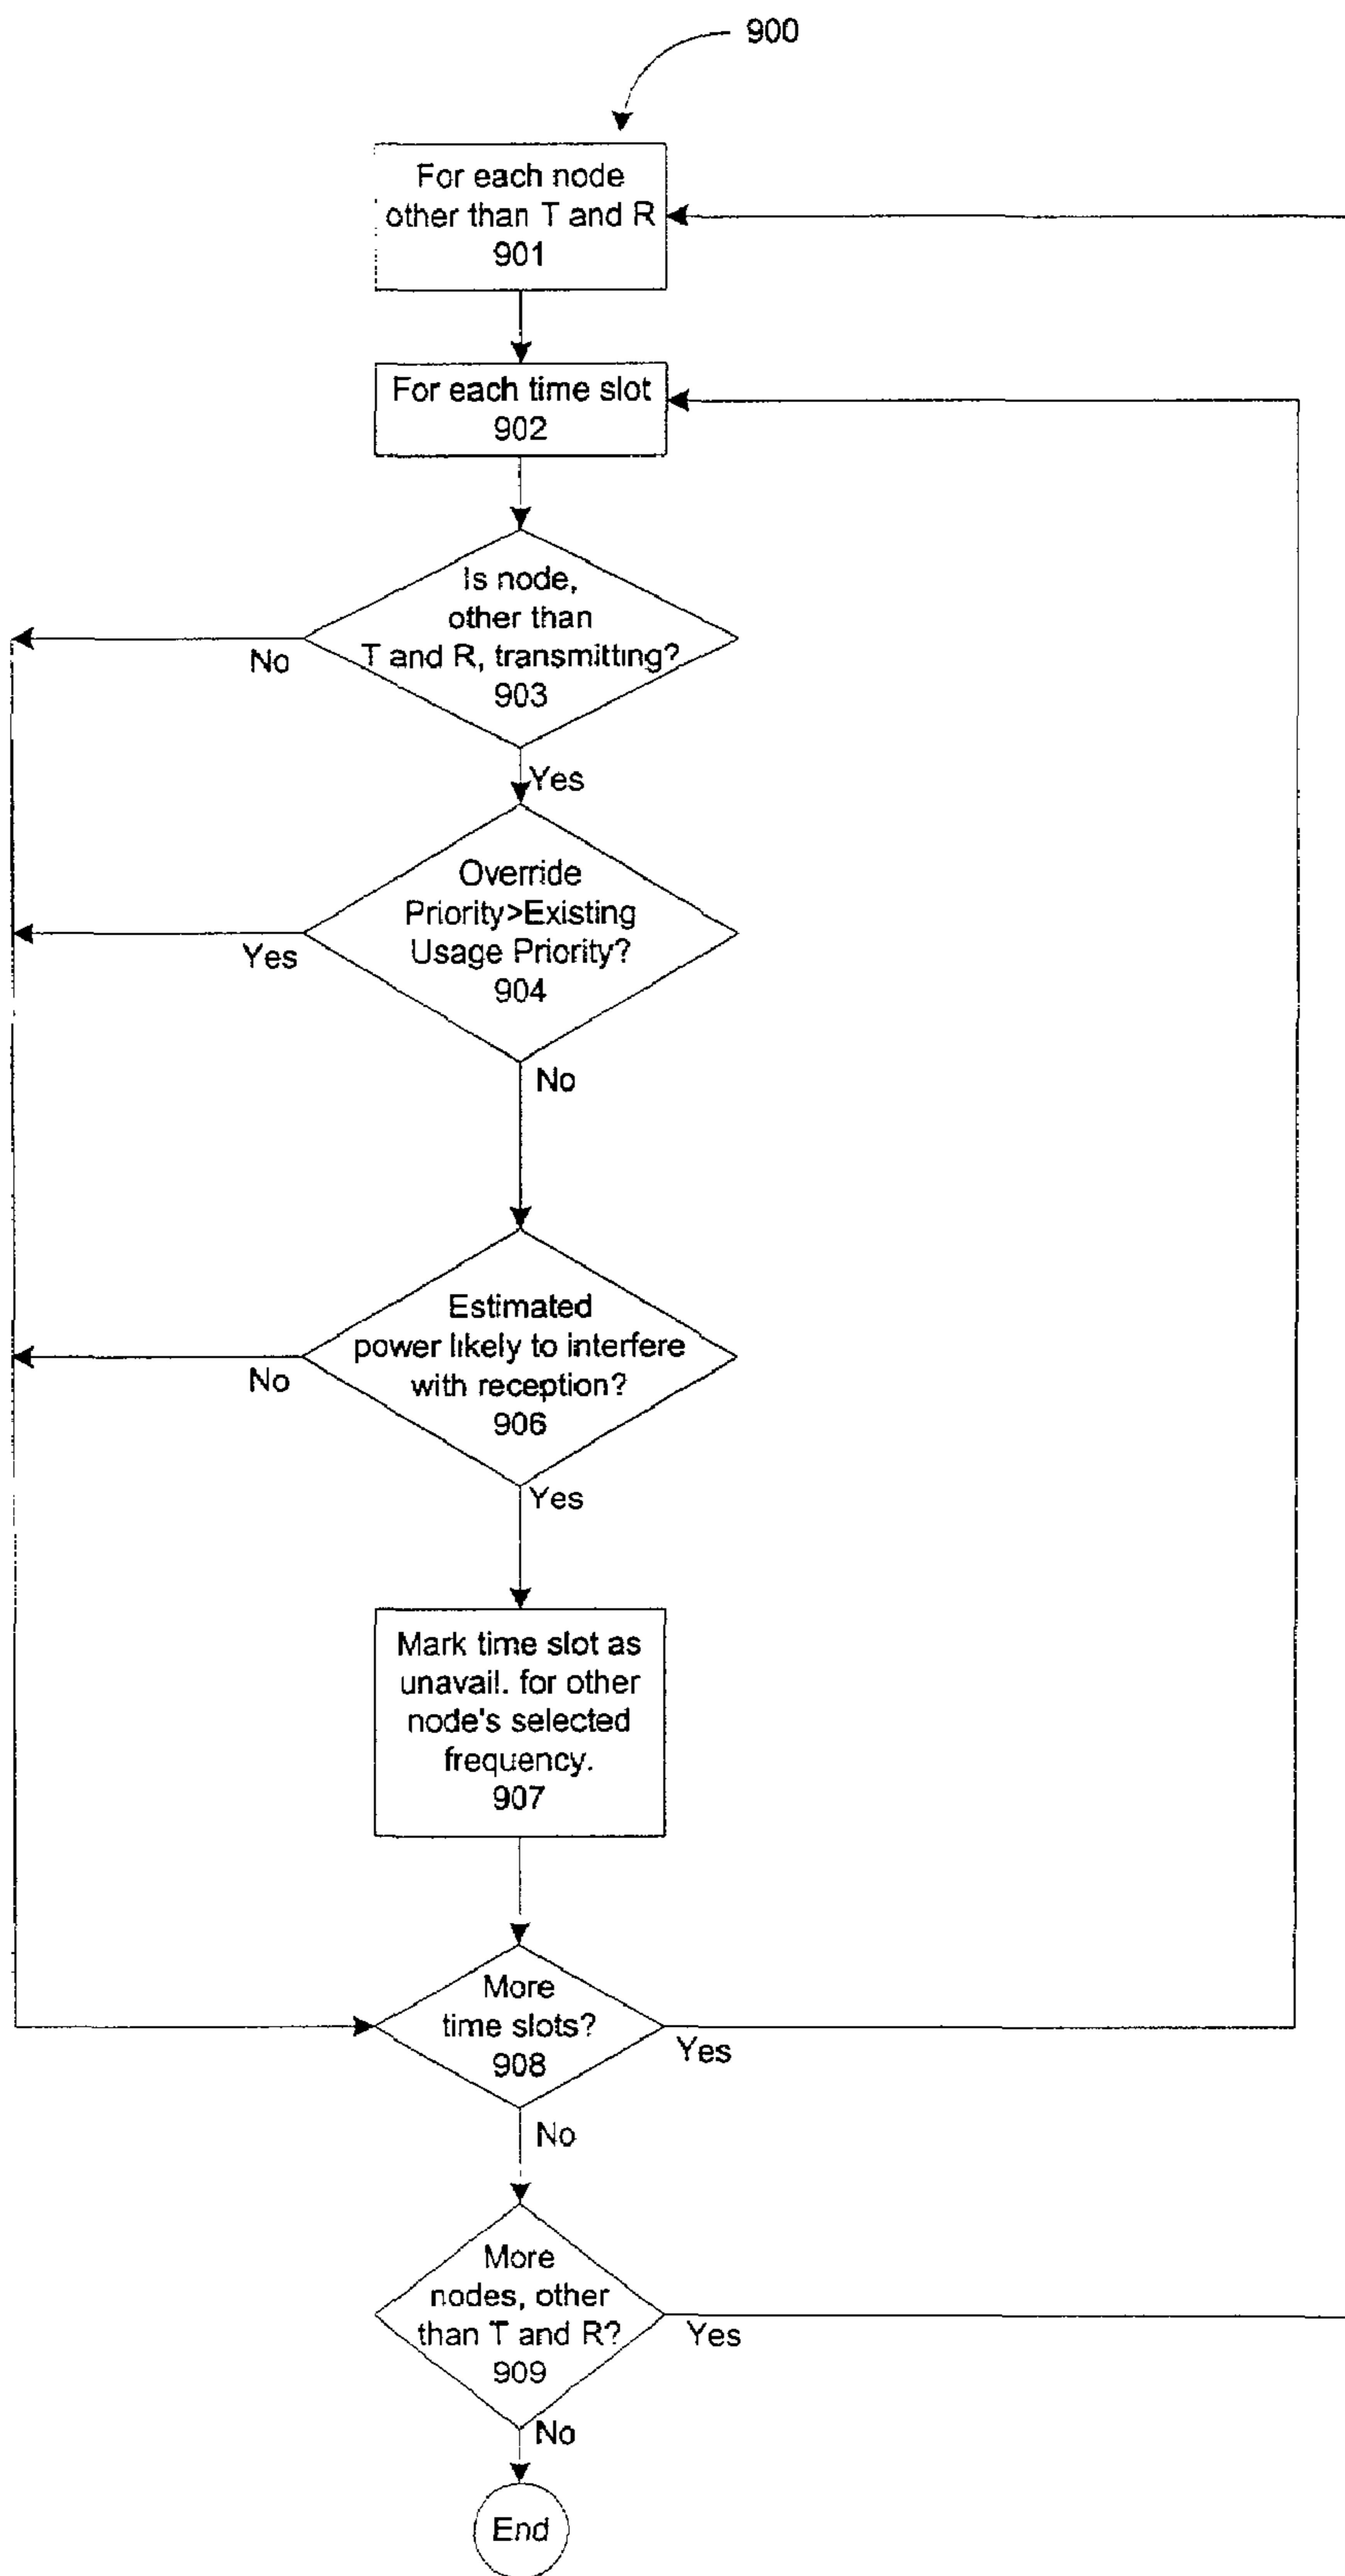 900
For each node
other than T and R
901
For each time slot
902
Is node,
other than
T and R, transmitting?
903
No
Yes
Override
Priority>Existing
Usage Priority?
904
Yes
No
Estimated
power likely to interfere
with reception?
906
No
Yes
Mark time slot as
unavail. for other
node's selected
frequency.
907
More
time slots?
908
Yes
No
More
nodes, other
than T and R?
909
Yes
No
End